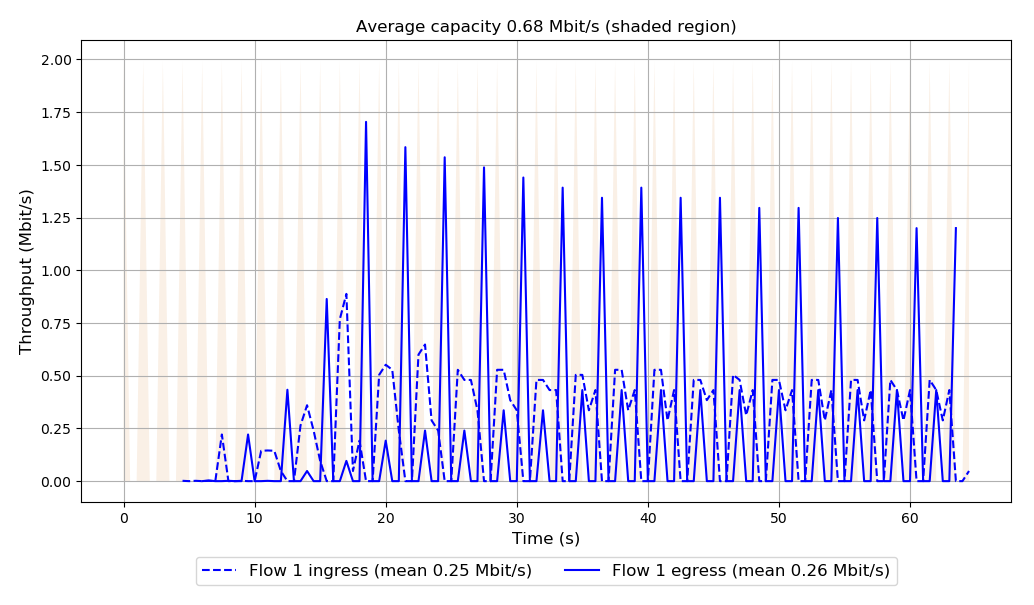 Average capacity 0.68 Mbit/s (shaded region)
Throughput (Mbit/s)
2.00
1.75
1.50
1.25
1.00
0.75
0.50
0.25
0.00
0 10 20 30 40 50 60
Time (s)
Flow 1 ingress (mean 0.25 Mbit/s) Flow 1 egress (mean 0.26 Mbit/s)